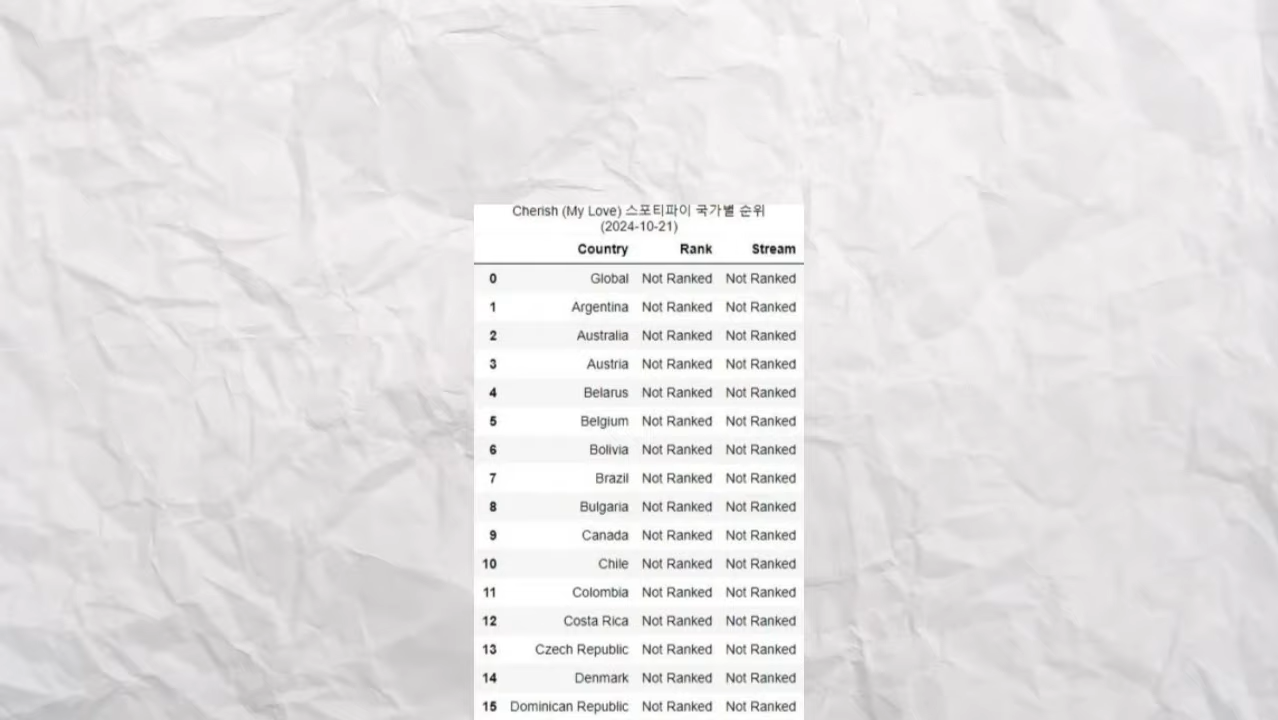 Cherish (My Love) 스포티파이 국가별 순위
(2024-10-21)
Country Rank Stream
0 Global Not Ranked Not Ranked
1 Argentina Not Ranked Not Ranked
2 Australia Not Ranked Not Ranked
3 Austria Not Ranked Not Ranked
4 Belarus Not Ranked Not Ranked
5 Belgium Not Ranked Not Ranked
6 Bolivia Not Ranked Not Ranked
7 Brazil Not Ranked Not Ranked
8 Bulgaria Not Ranked Not Ranked
9 Canada Not Ranked Not Ranked
10 Chile Not Ranked Not Ranked
11 Colombia Not Ranked Not Ranked
12 Costa Rica Not Ranked Not Ranked
13 Czech Republic Not Ranked Not Ranked
14 Denmark Not Ranked Not Ranked
15 Dominican Republic Not Ranked Not Ranked